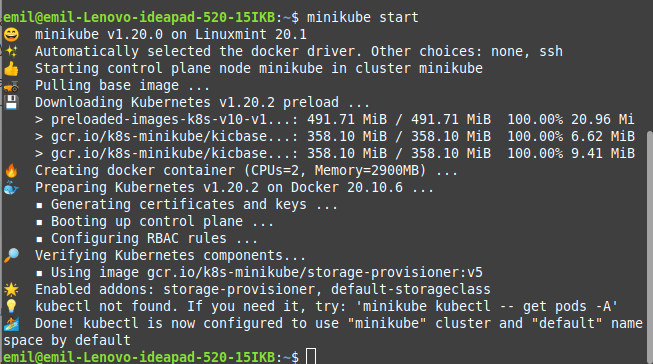 emil@emil-Lenovo-ideapad-520-15IKB:~$ minikube start
😄 minikube v1.20.0 on Linuxmint 20.1
✨ Automatically selected the docker driver. Other choices: none, ssh
👍 Starting control plane node minikube in cluster minikube
🚜 Pulling base image ...
💾 Downloading Kubernetes v1.20.2 preload ...
> preloaded-images-k8s-v10-v1...: 491.71 MiB / 491.71 MiB 100.00% 20.96 Mi
> gcr.io/k8s-minikube/kicbase...: 358.10 MiB / 358.10 MiB 100.00% 6.62 MiB
> gcr.io/k8s-minikube/kicbase...: 358.10 MiB / 358.10 MiB 100.00% 9.41 MiB
🔥 Creating docker container (CPUs=2, Memory=2900MB) ...
🐳 Preparing Kubernetes v1.20.2 on Docker 20.10.6 ...
▪ Generating certificates and keys ...
▪ Booting up control plane ...
▪ Configuring RBAC rules ...
🔎 Verifying Kubernetes components...
▪ Using image gcr.io/k8s-minikube/storage-provisioner:v5
🌟 Enabled addons: storage-provisioner, default-storageclass
💡 kubectl not found. If you need it, try: 'minikube kubectl -- get pods -A'
🏄 Done! kubectl is now configured to use "minikube" cluster and "default" name
space by default
emil@emil-Lenovo-ideapad-520-15IKB:~$